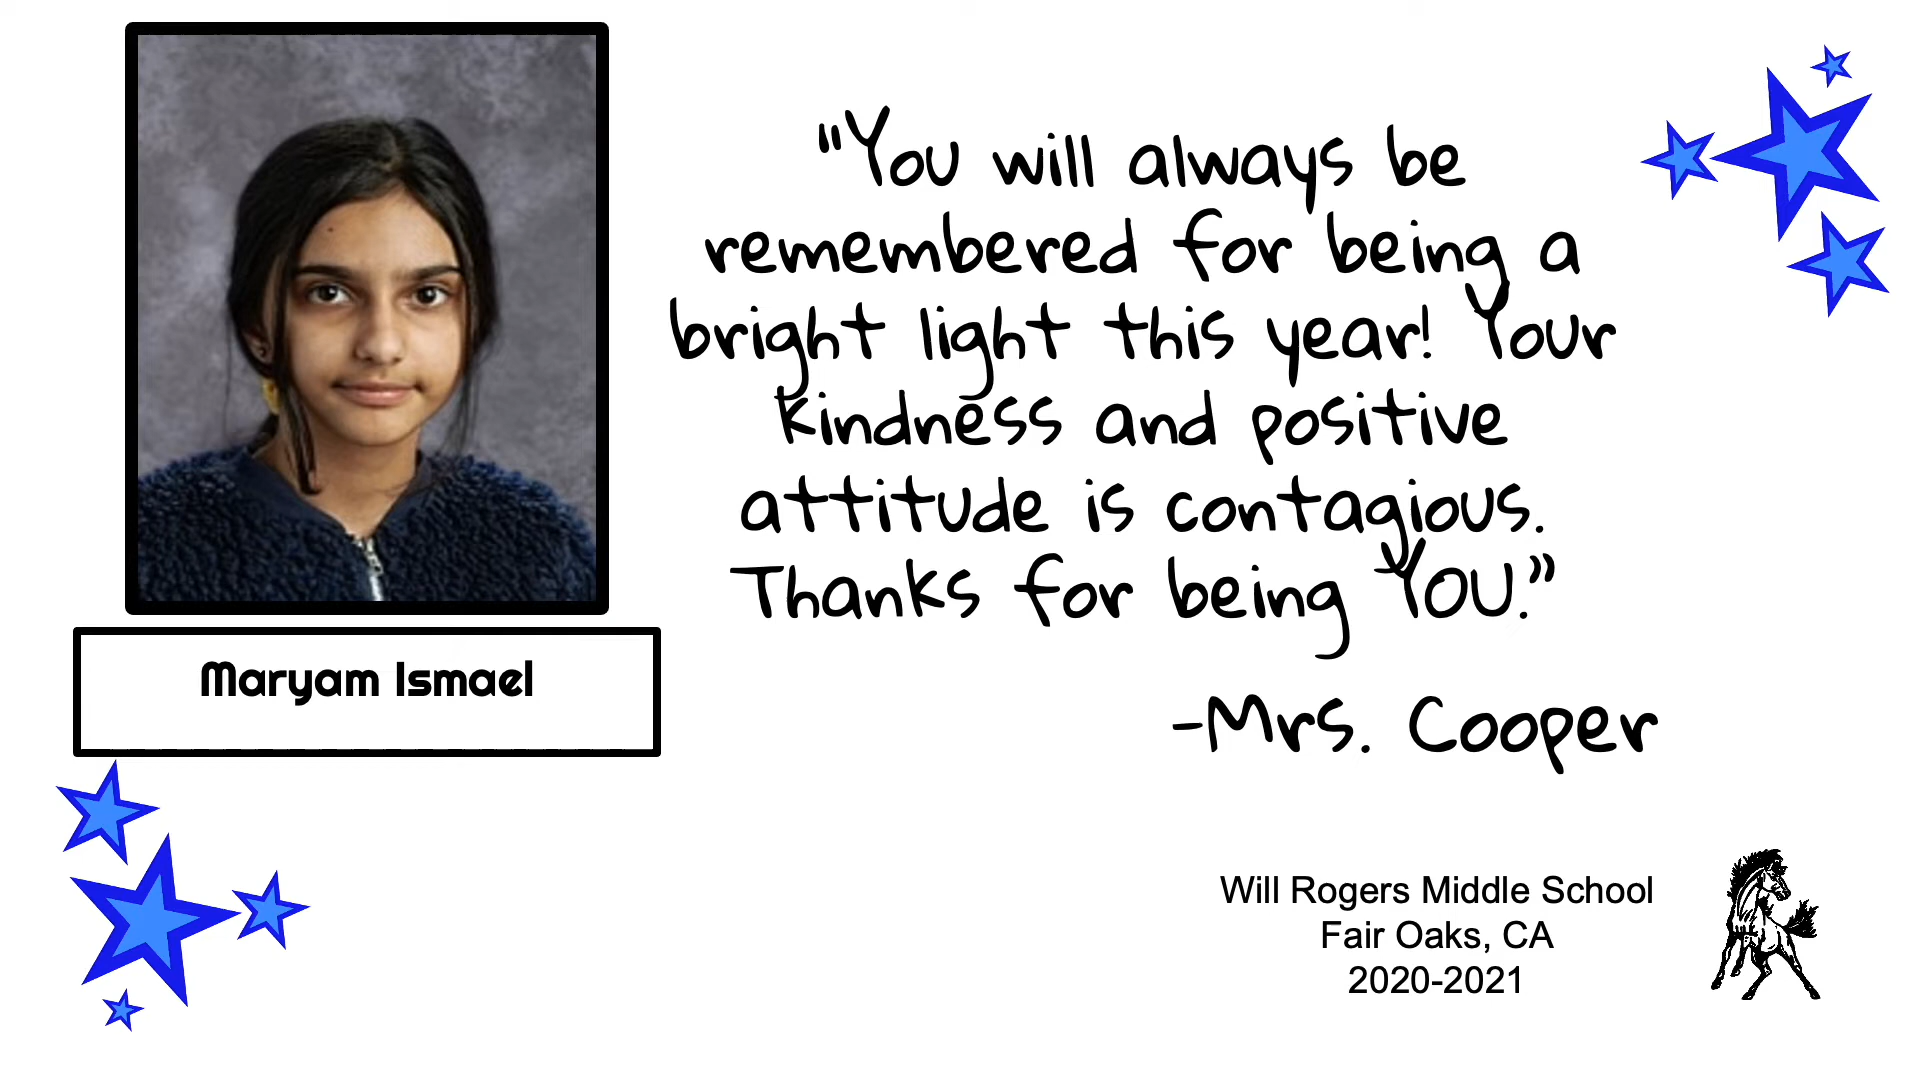 "You will always be
remembered for being a
bright light this year! Your
kindness and positive
attitude is contagious.
Thanks for being YOU.”
-Mrs. Cooper
Maryam Ismael
Will Rogers Middle School
Fair Oaks, CA
2020-2021